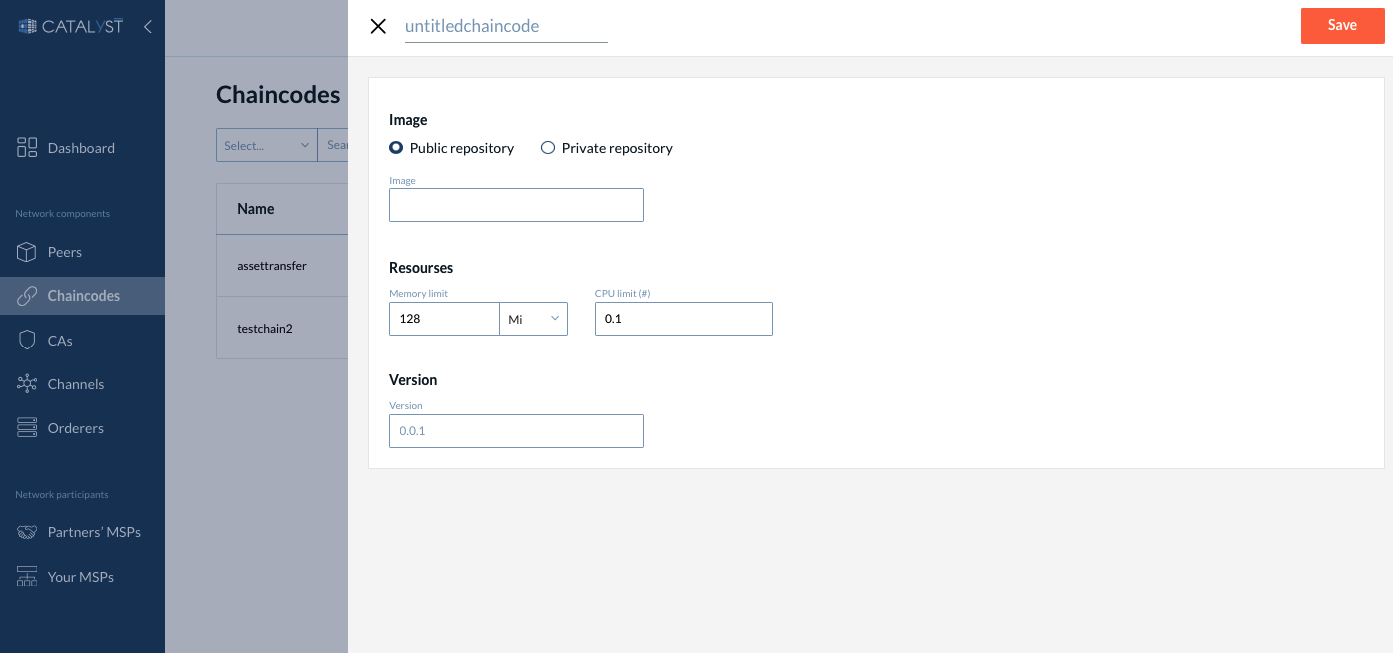 CATALYST
untitledchaincode
Save
Chaincodes
Select...
Sear
Name
assettransfer
testchain2
Dashboard
Network components
Peers
Chaincodes
CAs
Channels
Orderers
Network participants
Partners’ MSPs
Your MSPs
Image
Public repository
Private repository
Image
Resourses
Memory limit
CPU limit (#)
128
Mi
0.1
Version
Version
0.0.1